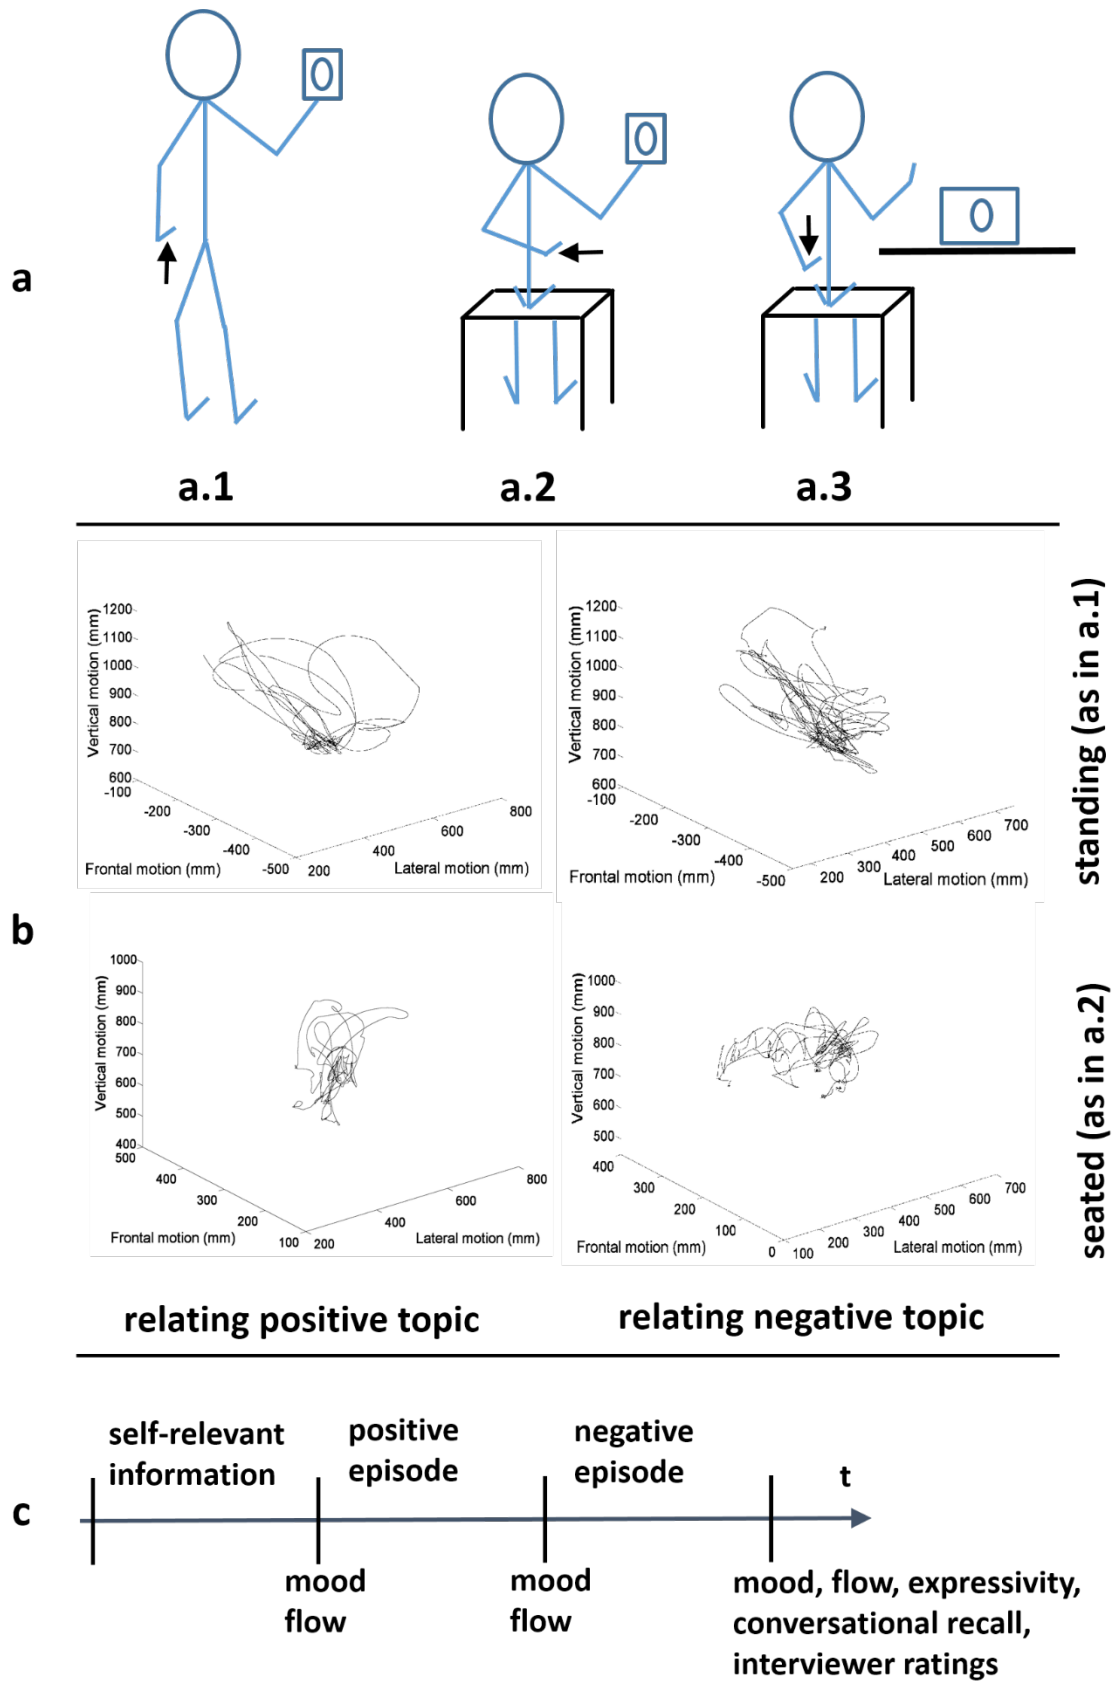 a
a.1
a.2
a.3
Vertical motion (mm)
1200
1100
1000
900
800
700
600
-100
-200
-300
-400
-500
200
400
600
800
Frontal motion (mm)
Lateral motion (mm)
Vertical motion (mm)
1200
1100
1000
900
800
700
600
-100
-200
-300
-400
-500
200
300
400
500
600
700
Frontal motion (mm)
Lateral motion (mm)
standing (as in a.1)
b
Vertical motion (mm)
1000
900
800
700
600
500
400
500
400
300
200
100
200
400
600
800
Frontal motion (mm)
Lateral motion (mm)
Vertical motion (mm)
1000
900
800
700
600
500
400
300
200
100
0
100
200
300
400
500
600
700
Frontal motion (mm)
Lateral motion (mm)
seated (as in a.2)
relating positive topic
relating negative topic
c
self-relevant
information
positive
episode
negative
episode
t
mood
flow
mood
flow
mood, flow, expressivity,
conversational recall,
interviewer ratings